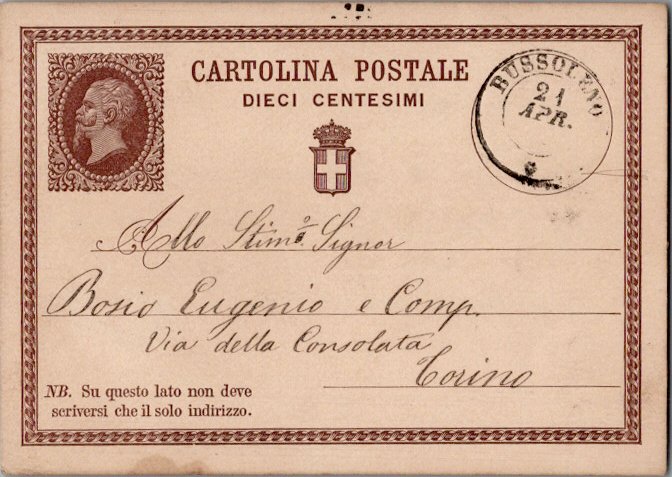 CARTOLINA POSTALE
DIECI CENTESIMI
BUSSOLENO
21
APR.
Allo Stimo. Signor
Bosio Eugenio e Comp.
Via della Consolata
Torino
NB. Su questo lato non deve
scriversi che il solo indirizzo.